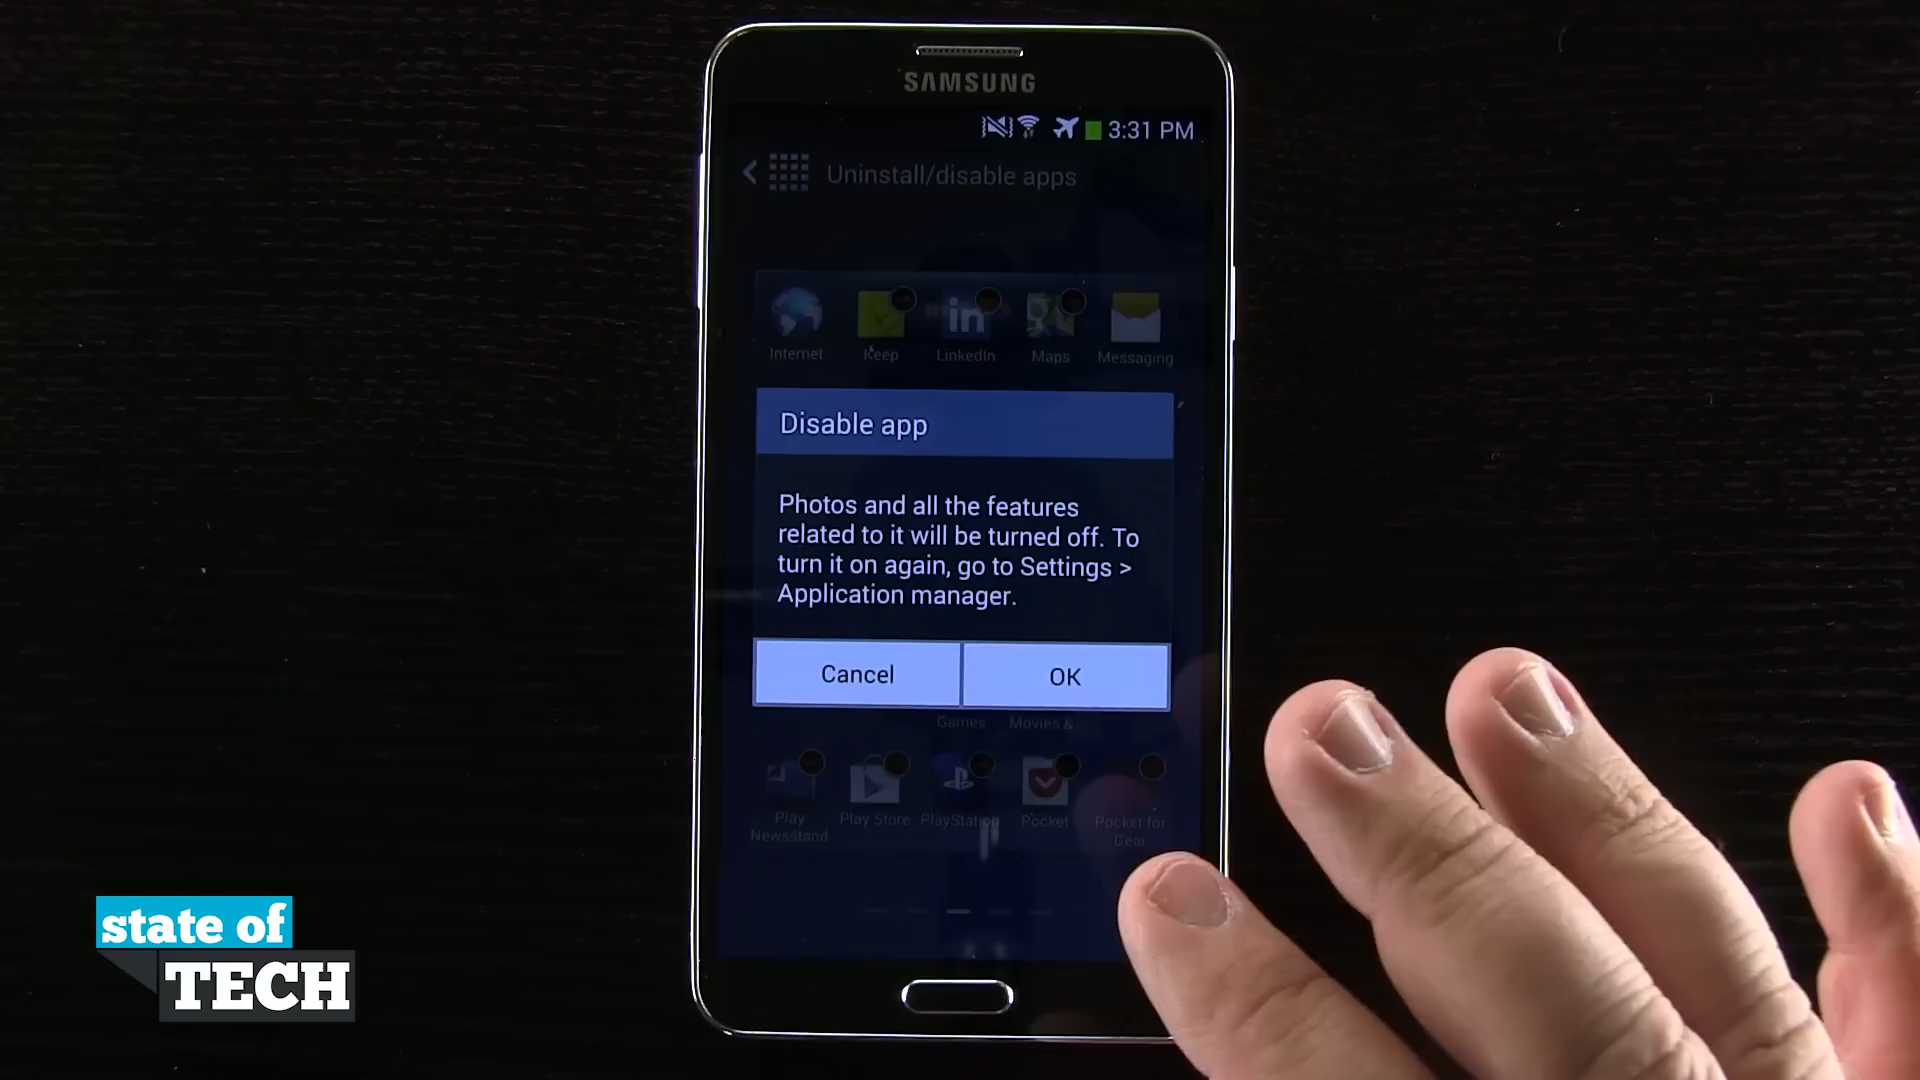 SAMSUNG
3:31 PM
Uninstall/disable apps
Internet
Keep
LinkedIn
Maps
Messaging
Disable app
Photos and all the features
related to it will be turned off. To
turn it on again, go to Settings >
Application manager.
Cancel
OK
Games
Movies &
Play
Newsstand
Play Store
PlayStation
Pocket
Pocket for
Gear
state of
TECH